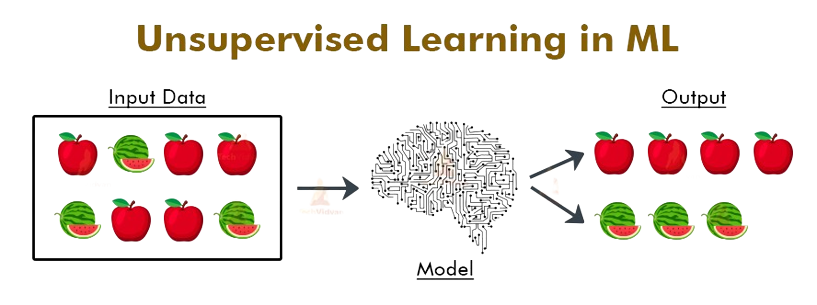 Unsupervised Learning in ML
Input Data
Output
Model